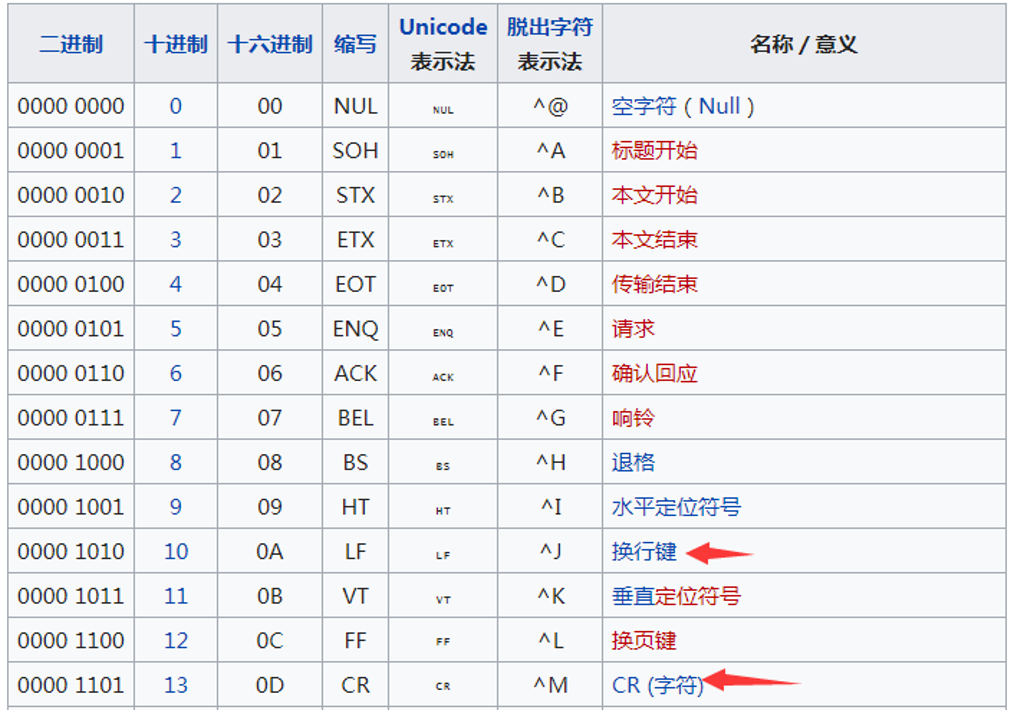 二进制 十进制 十六进制 缩写 Unicode 表示法 脱出字符 表示法 名称 / 意义
0000 0000 0 00 NUL NUL ^@ 空字符 ( Null )
0000 0001 1 01 SOH SOH ^A 标题开始
0000 0010 2 02 STX STX ^B 本文开始
0000 0011 3 03 ETX ETX ^C 本文结束
0000 0100 4 04 EOT EOT ^D 传输结束
0000 0101 5 05 ENQ ENQ ^E 请求
0000 0110 6 06 ACK ACK ^F 确认回应
0000 0111 7 07 BEL BEL ^G 响铃
0000 1000 8 08 BS BS ^H 退格
0000 1001 9 09 HT HT ^I 水平定位符号
0000 1010 10 0A LF LF ^J 换行键
0000 1011 11 0B VT VT ^K 垂直定位符号
0000 1100 12 0C FF FF ^L 换页键
0000 1101 13 0D CR CR ^M CR (字符)